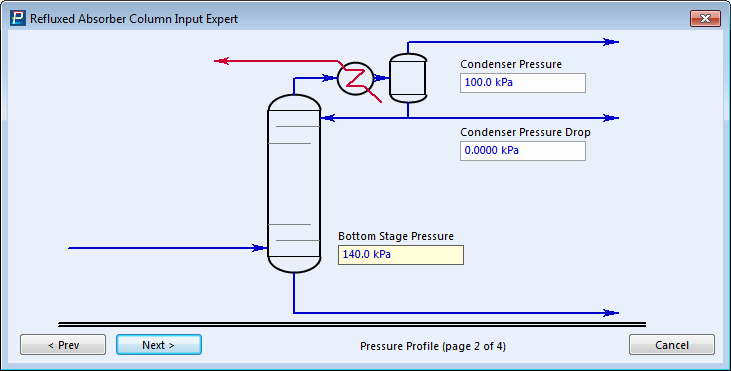 Refluxed Absorber Column Input Expert
Condenser Pressure
100.0 kPa
Condenser Pressure Drop
0.0000 kPa
Bottom Stage Pressure
140.0 kPa
< Prev
Next >
Pressure Profile (page 2 of 4)
Cancel